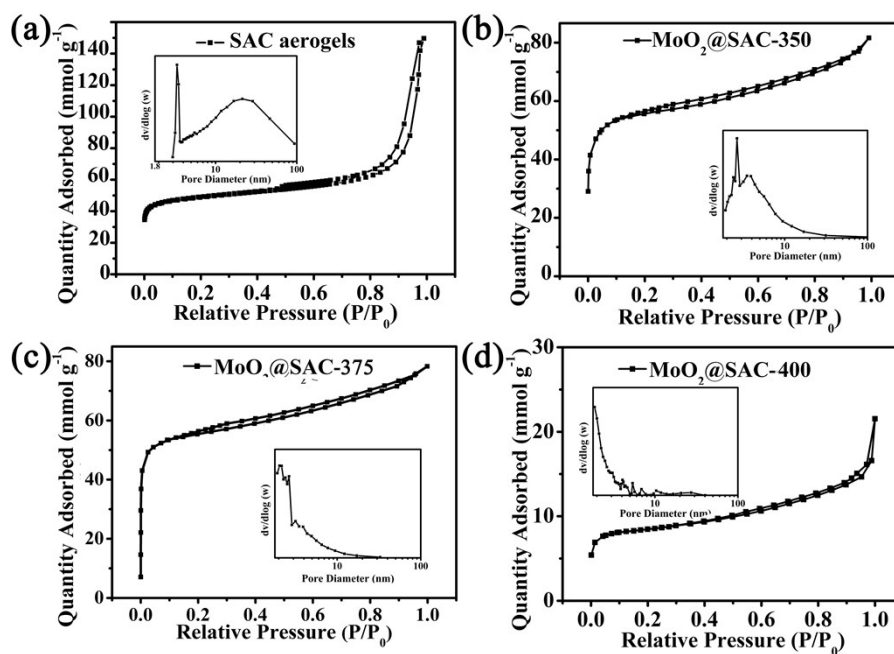 (a)
SAC aerogels
Quantity Adsorbed (mmol g⁻¹)
160
140
120
100
80
60
40
20
0
0.0 0.2 0.4 0.6 0.8 1.0
Relative Pressure (P/P₀)
dv/dlog (w)
1.8 10 100
Pore Diameter (nm)
(b)
MoO₂@SAC-350
Quantity Adsorbed (mmol g⁻¹)
80
60
40
20
0
0.0 0.2 0.4 0.6 0.8 1.0
Relative Pressure (P/P₀)
dv/dlog (w)
10 100
Pore Diameter (nm)
(c)
MoO₂@SAC-375
Quantity Adsorbed (mmol g⁻¹)
80
60
40
20
0
0.0 0.2 0.4 0.6 0.8 1.0
Relative Pressure (P/P₀)
dv/dlog (w)
10 100
Pore Diameter (nm)
(d)
MoO₂@SAC-400
Quantity Adsorbed (mmol g⁻¹)
30
20
10
0
0.0 0.2 0.4 0.6 0.8 1.0
Relative Pressure (P/P₀)
dv/dlog (w)
10 100
Pore Diameter (nm)